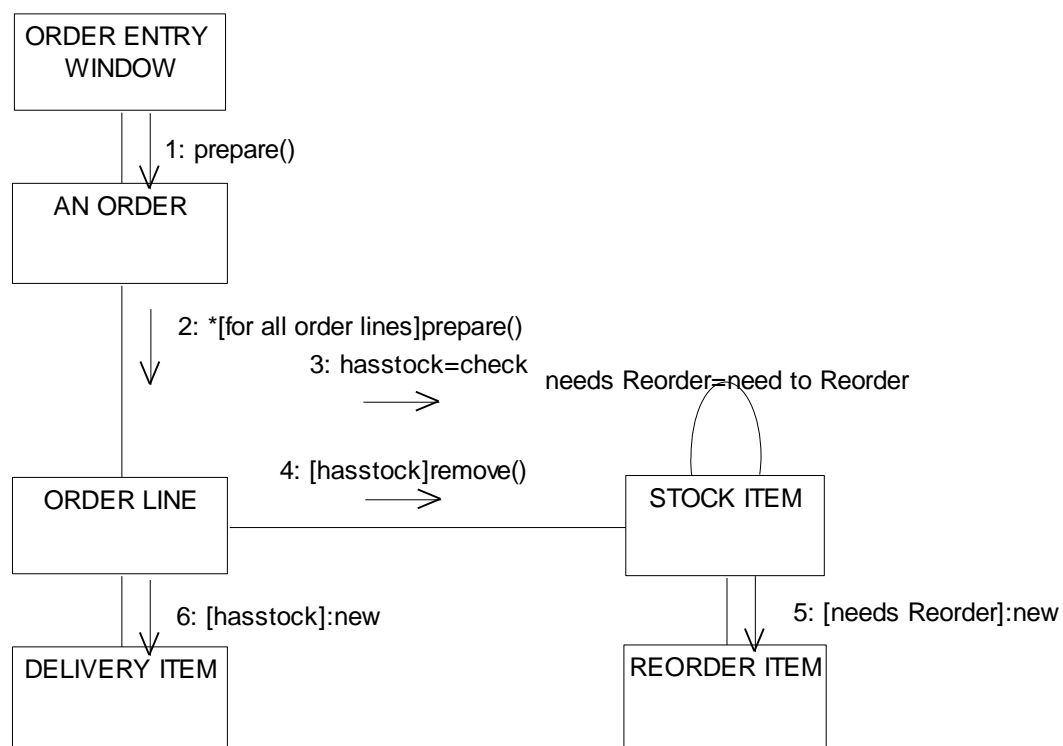 ORDER ENTRY
WINDOW
1: prepare()
AN ORDER
2: *[for all order lines]prepare()
3: hasstock=check
needs Reorder=need to Reorder
4: [hasstock]remove()
ORDER LINE
STOCK ITEM
6: [hasstock]:new
5: [needs Reorder]:new
DELIVERY ITEM
REORDER ITEM